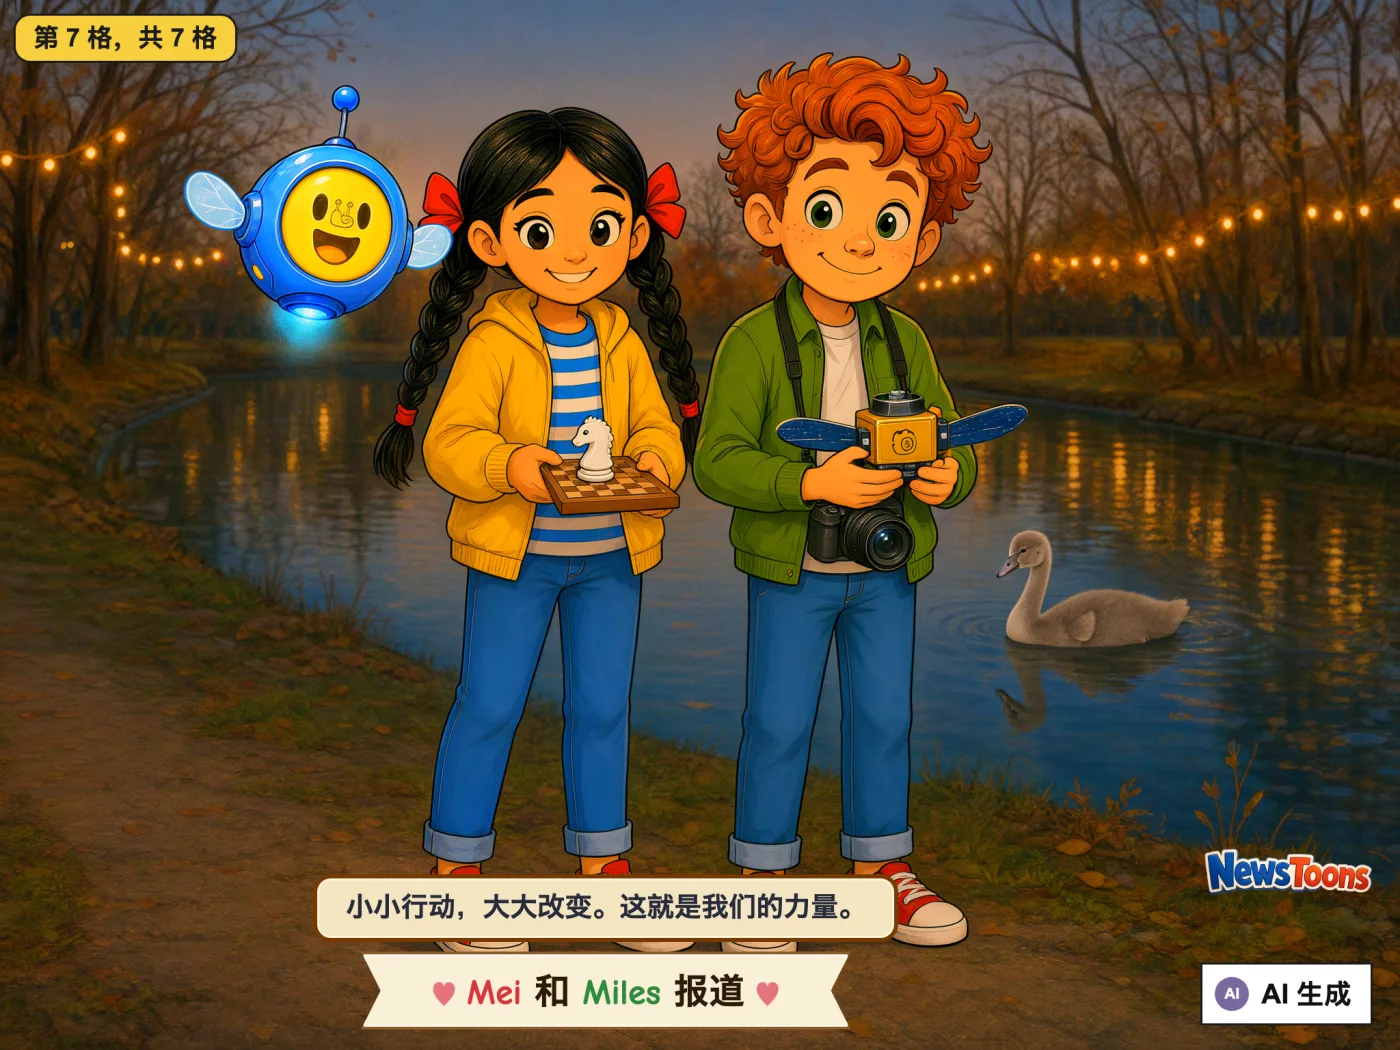 第 7 格，共 7 格
小小行动，大大改变。这就是我们的力量。
Mei 和 Miles 报道
NewsToons
AI AI 生成